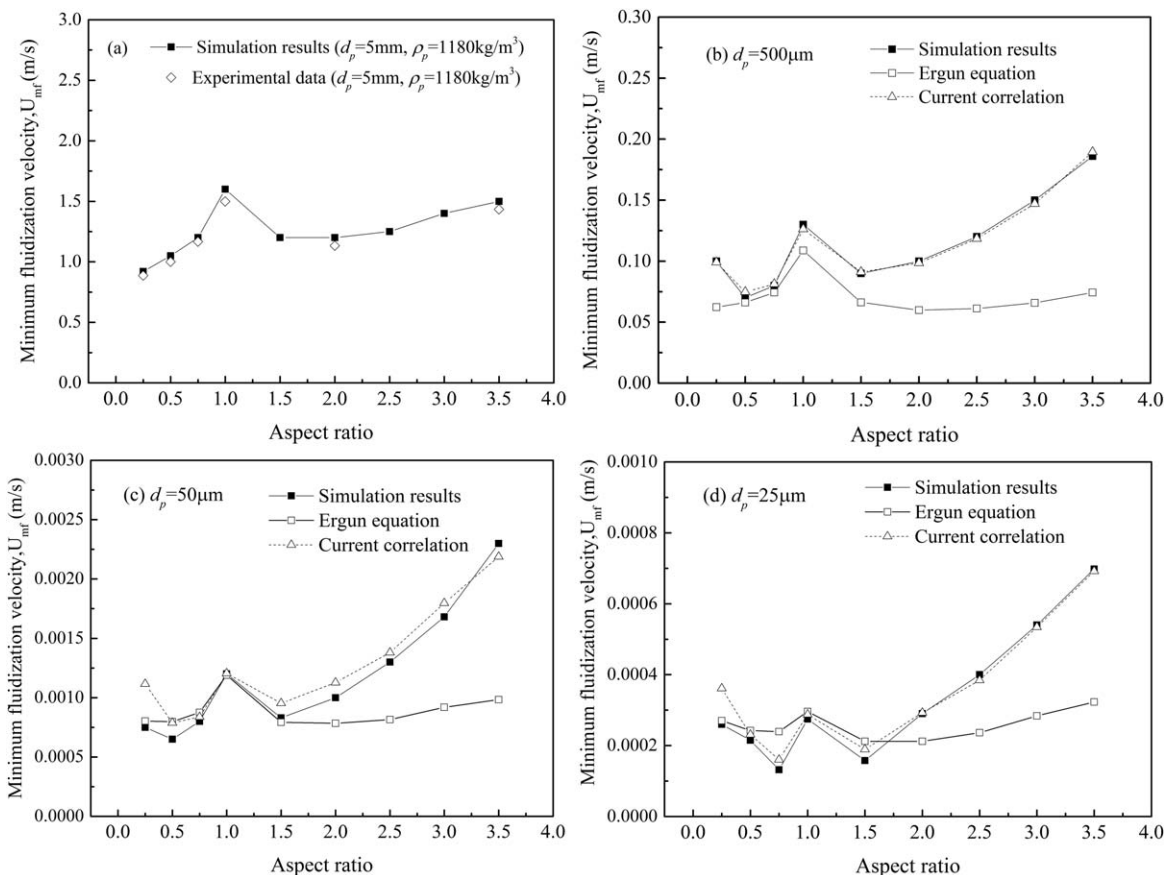 (a)
Simulation results (dp=5mm, ρp=1180kg/m³)
Experimental data (dp=5mm, ρp=1180kg/m³)
Minimum fluidization velocity,Umf (m/s)
3.0
2.5
2.0
1.5
1.0
0.5
0.0
0.0 0.5 1.0 1.5 2.0 2.5 3.0 3.5 4.0
Aspect ratio
(b) dp=500μm
Simulation results
Ergun equation
Current correlation
Minimum fluidization velocity,Umf (m/s)
0.30
0.25
0.20
0.15
0.10
0.05
0.00
0.0 0.5 1.0 1.5 2.0 2.5 3.0 3.5 4.0
Aspect ratio
(c) dp=50μm
Simulation results
Ergun equation
Current correlation
Minimum fluidization velocity,Umf (m/s)
0.0030
0.0025
0.0020
0.0015
0.0010
0.0005
0.0000
0.0 0.5 1.0 1.5 2.0 2.5 3.0 3.5 4.0
Aspect ratio
(d) dp=25μm
Simulation results
Ergun equation
Current correlation
Minimum fluidization velocity,Umf (m/s)
0.0010
0.0008
0.0006
0.0004
0.0002
0.0000
0.0 0.5 1.0 1.5 2.0 2.5 3.0 3.5 4.0
Aspect ratio